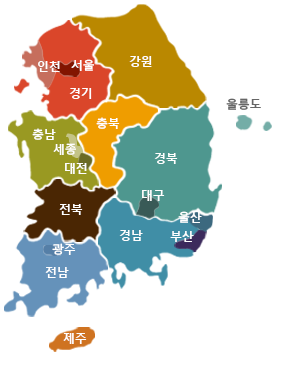 강원
인천
서울
경기
울릉도
충북
충남
세종
경북
대전
대구
전북
울산
경남
부산
광주
전남
제주